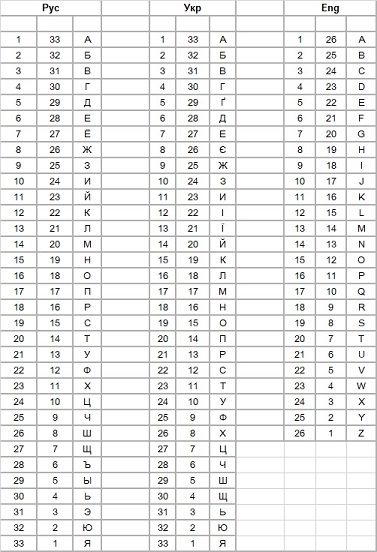 Рус Укр Eng
1 33 А 1 33 А 1 26 A
2 32 Б 2 32 Б 2 25 B
3 31 В 3 31 В 3 24 C
4 30 Г 4 30 Г 4 23 D
5 29 Д 5 29 Ґ 5 22 E
6 28 Е 6 28 Д 6 21 F
7 27 Ё 7 27 Е 7 20 G
8 26 Ж 8 26 Є 8 19 H
9 25 З 9 25 Ж 9 18 I
10 24 И 10 24 З 10 17 J
11 23 Й 11 23 И 11 16 K
12 22 К 12 22 І 12 15 L
13 21 Л 13 21 Ї 13 14 M
14 20 М 14 20 Й 14 13 N
15 19 Н 15 19 К 15 12 O
16 18 О 16 18 Л 16 11 P
17 17 П 17 17 М 17 10 Q
18 16 Р 18 16 Н 18 9 R
19 15 С 19 15 О 19 8 S
20 14 Т 20 14 П 20 7 T
21 13 У 21 13 Р 21 6 U
22 12 Ф 22 12 С 22 5 V
23 11 Х 23 11 Т 23 4 W
24 10 Ц 24 10 У 24 3 X
25 9 Ч 25 9 Ф 25 2 Y
26 8 Ш 26 8 Х 26 1 Z
27 7 Щ 27 7 Ц
28 6 Ъ 28 6 Ч
29 5 Ы 29 5 Ш
30 4 Ь 30 4 Щ
31 3 Э 31 3 Ь
32 2 Ю 32 2 Ю
33 1 Я 33 1 Я